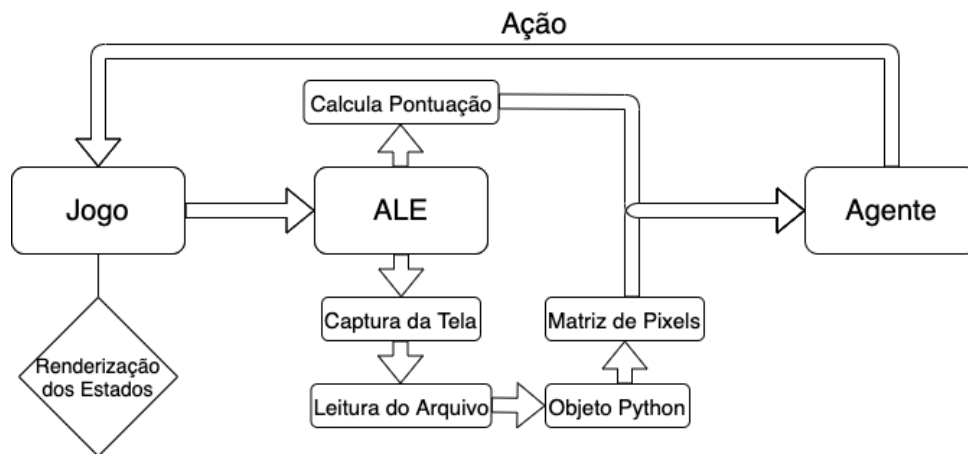 Ação
Calcula Pontuação
Jogo
ALE
Agente
Captura da Tela
Matriz de Pixels
Renderização
dos Estados
Leitura do Arquivo
Objeto Python